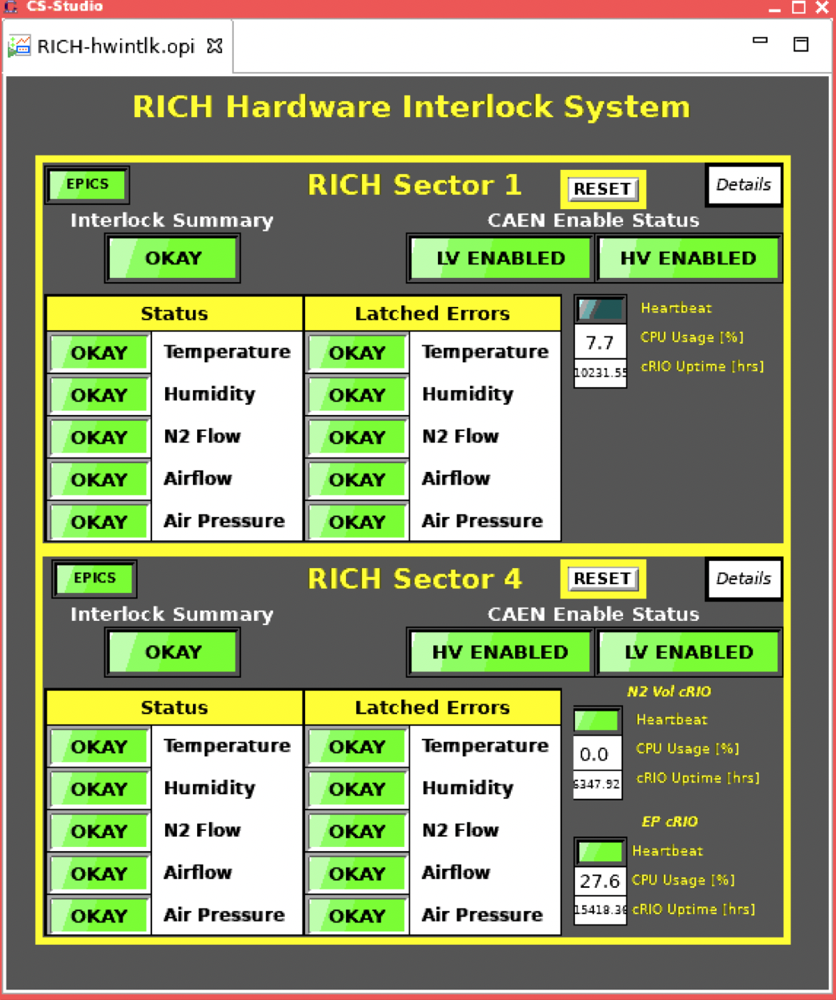 CS-Studio
RICH-hwintlk.opi
RICH Hardware Interlock System
EPICS RICH Sector 1 RESET Details
Interlock Summary CAEN Enable Status
OKAY LV ENABLED HV ENABLED
Status Latched Errors Heartbeat
OKAY Temperature OKAY Temperature 7.7 CPU Usage [%]
10231.55 cRIO Uptime [hrs]
OKAY Humidity OKAY Humidity
OKAY N2 Flow OKAY N2 Flow
OKAY Airflow OKAY Airflow
OKAY Air Pressure OKAY Air Pressure
EPICS RICH Sector 4 RESET Details
Interlock Summary CAEN Enable Status
OKAY HV ENABLED LV ENABLED
N2 Vol cRIO
Status Latched Errors Heartbeat
OKAY Temperature OKAY Temperature 0.0 CPU Usage [%]
OKAY Humidity OKAY Humidity 6347.92 cRIO Uptime [hrs]
OKAY N2 Flow OKAY N2 Flow EP cRIO
Heartbeat
OKAY Airflow OKAY Airflow 27.6 CPU Usage [%]
OKAY Air Pressure OKAY Air Pressure 15418.36 cRIO Uptime [hrs]